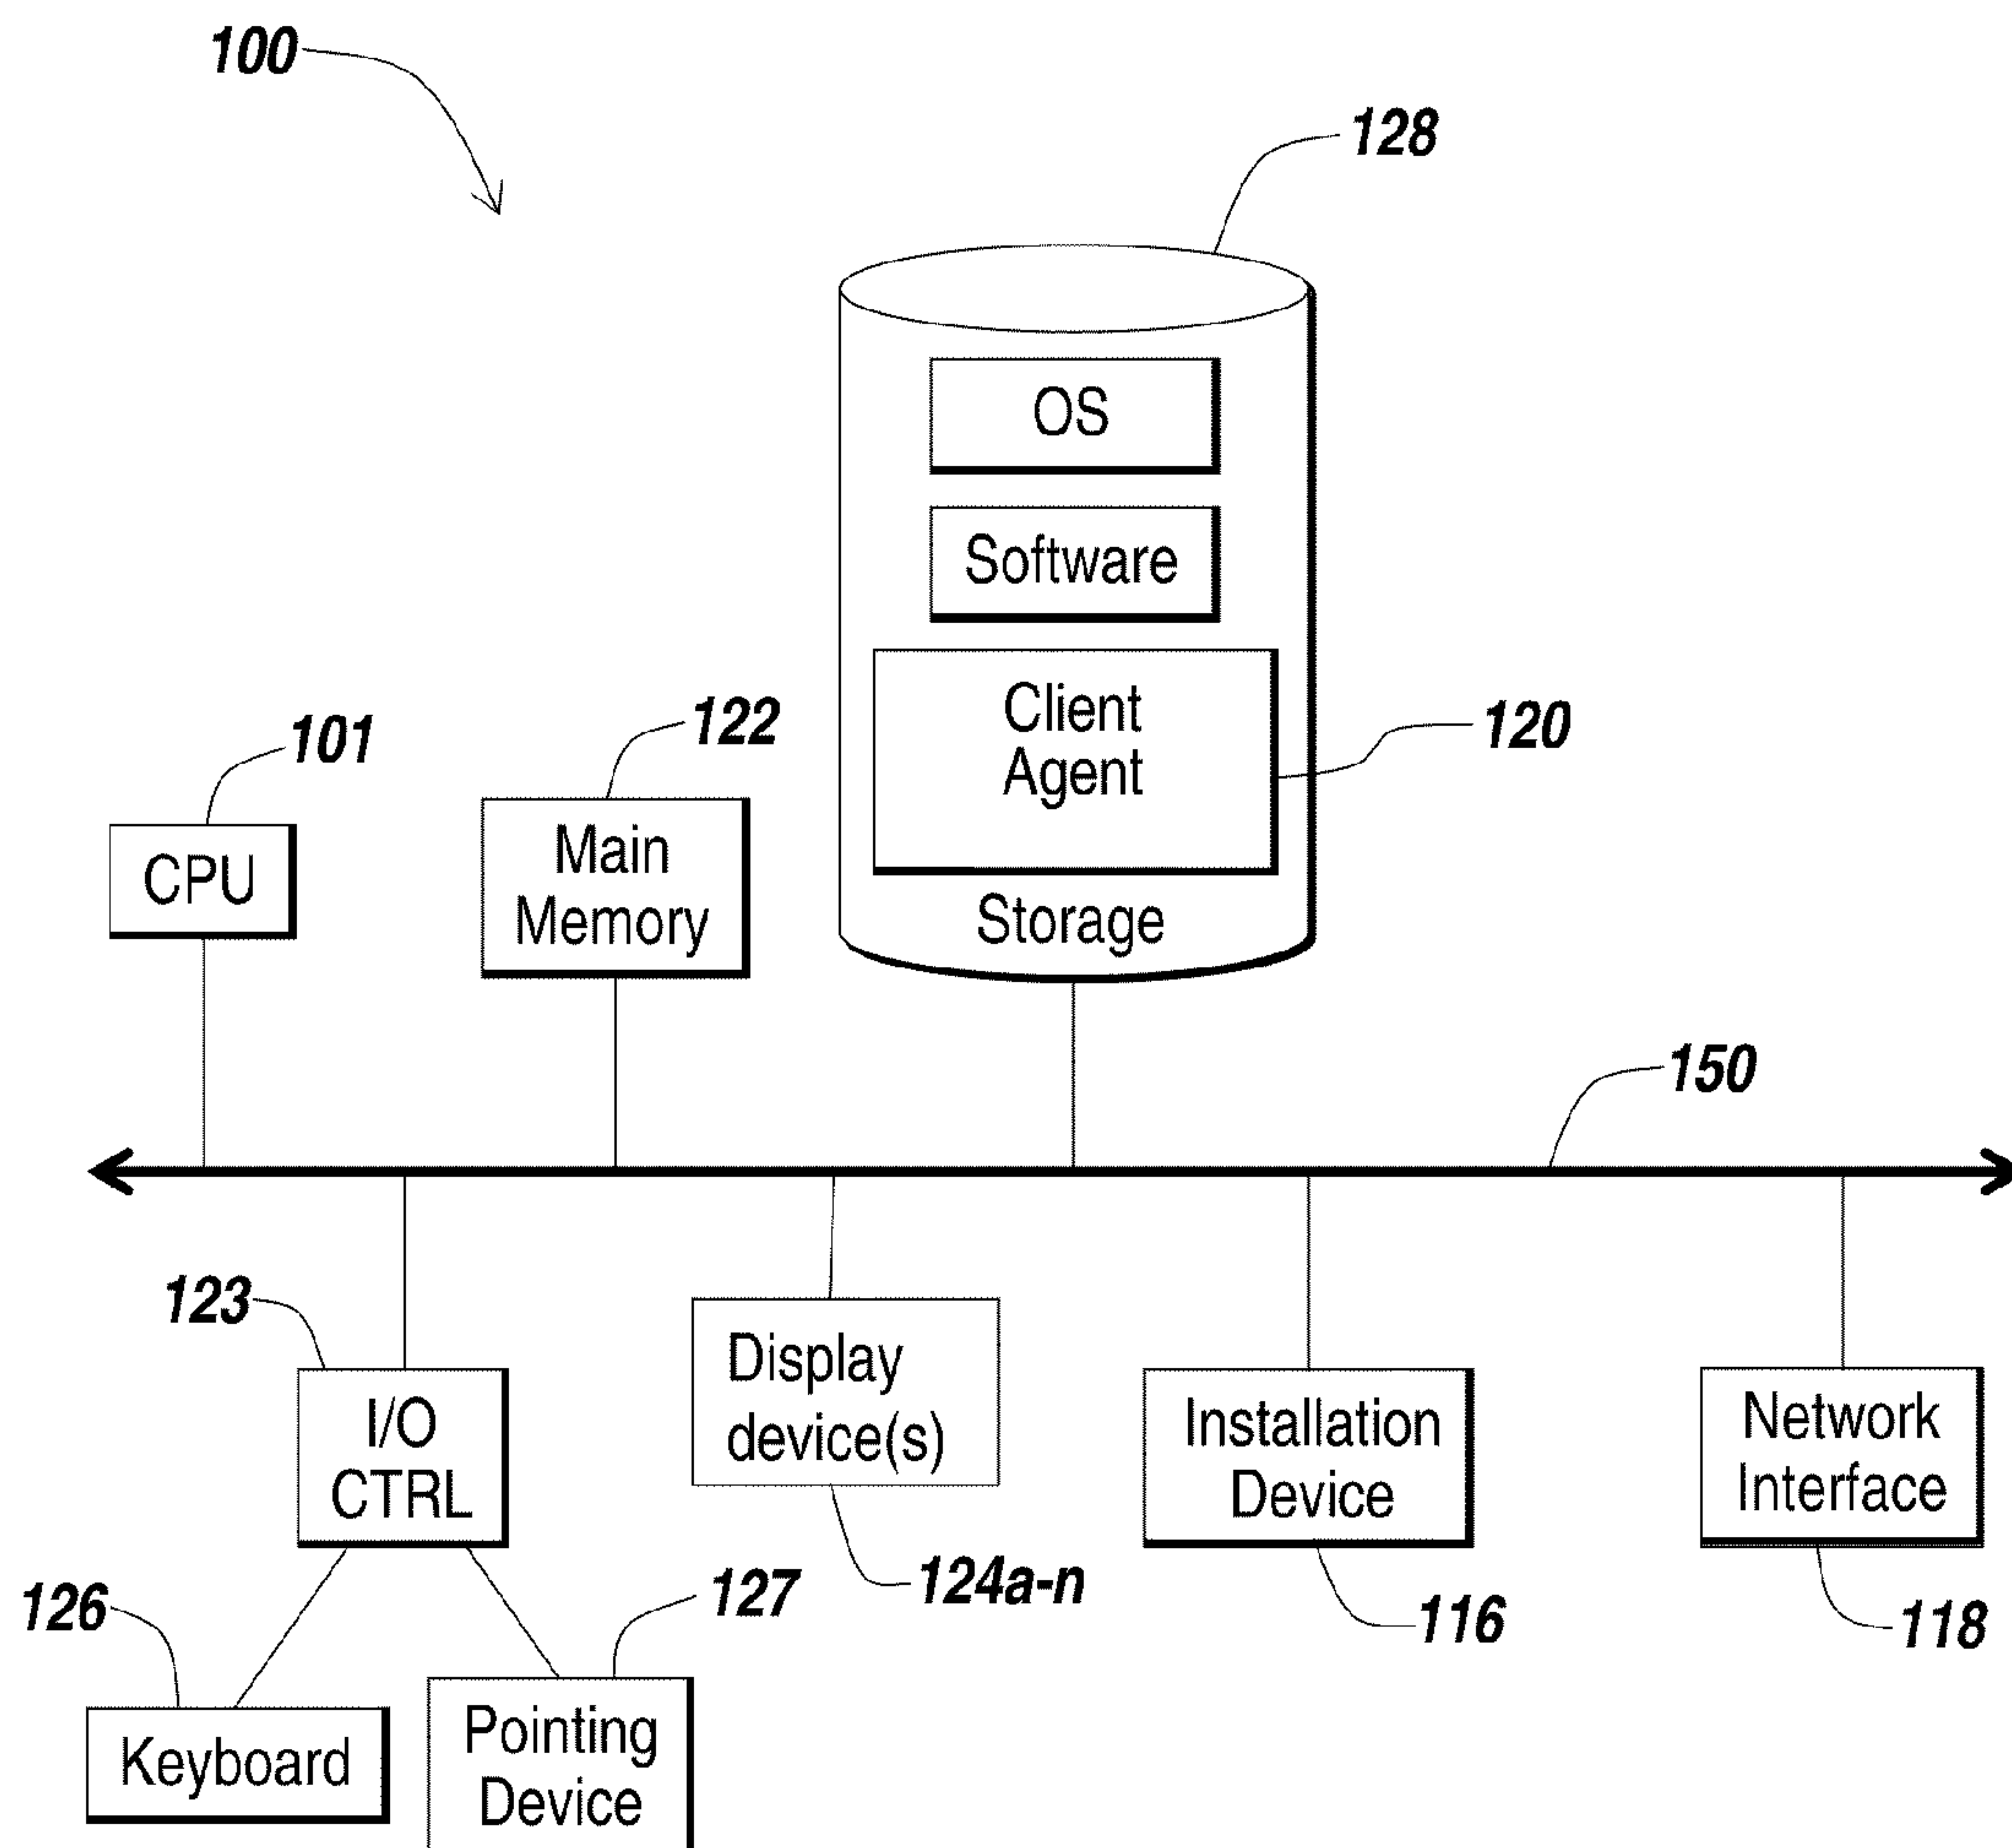 100
128
OS
Software
Client
Agent
120
Storage
101
CPU
122
Main
Memory
150
123
I/O
CTRL
Display
device(s)
124a-n
Installation
Device
116
Network
Interface
118
126
Keyboard
127
Pointing
Device